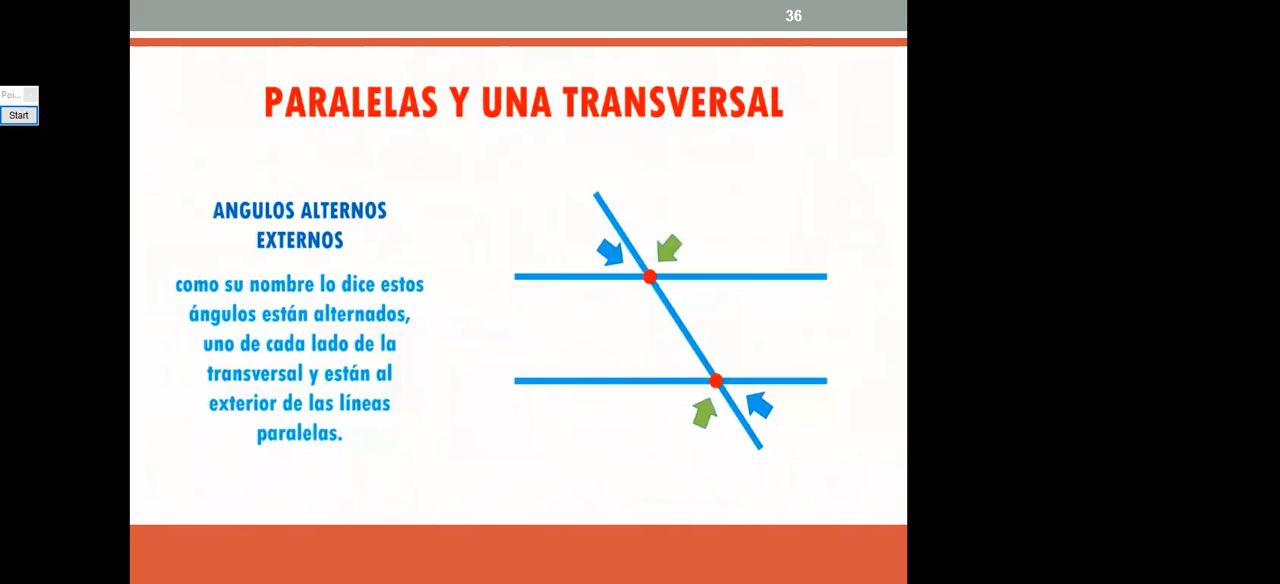 36
Poi...
Start
PARALELAS Y UNA TRANSVERSAL
ANGULOS ALTERNOS
EXTERNOS
como su nombre lo dice estos
ángulos están alternados,
uno de cada lado de la
transversal y están al
exterior de las líneas
paralelas.